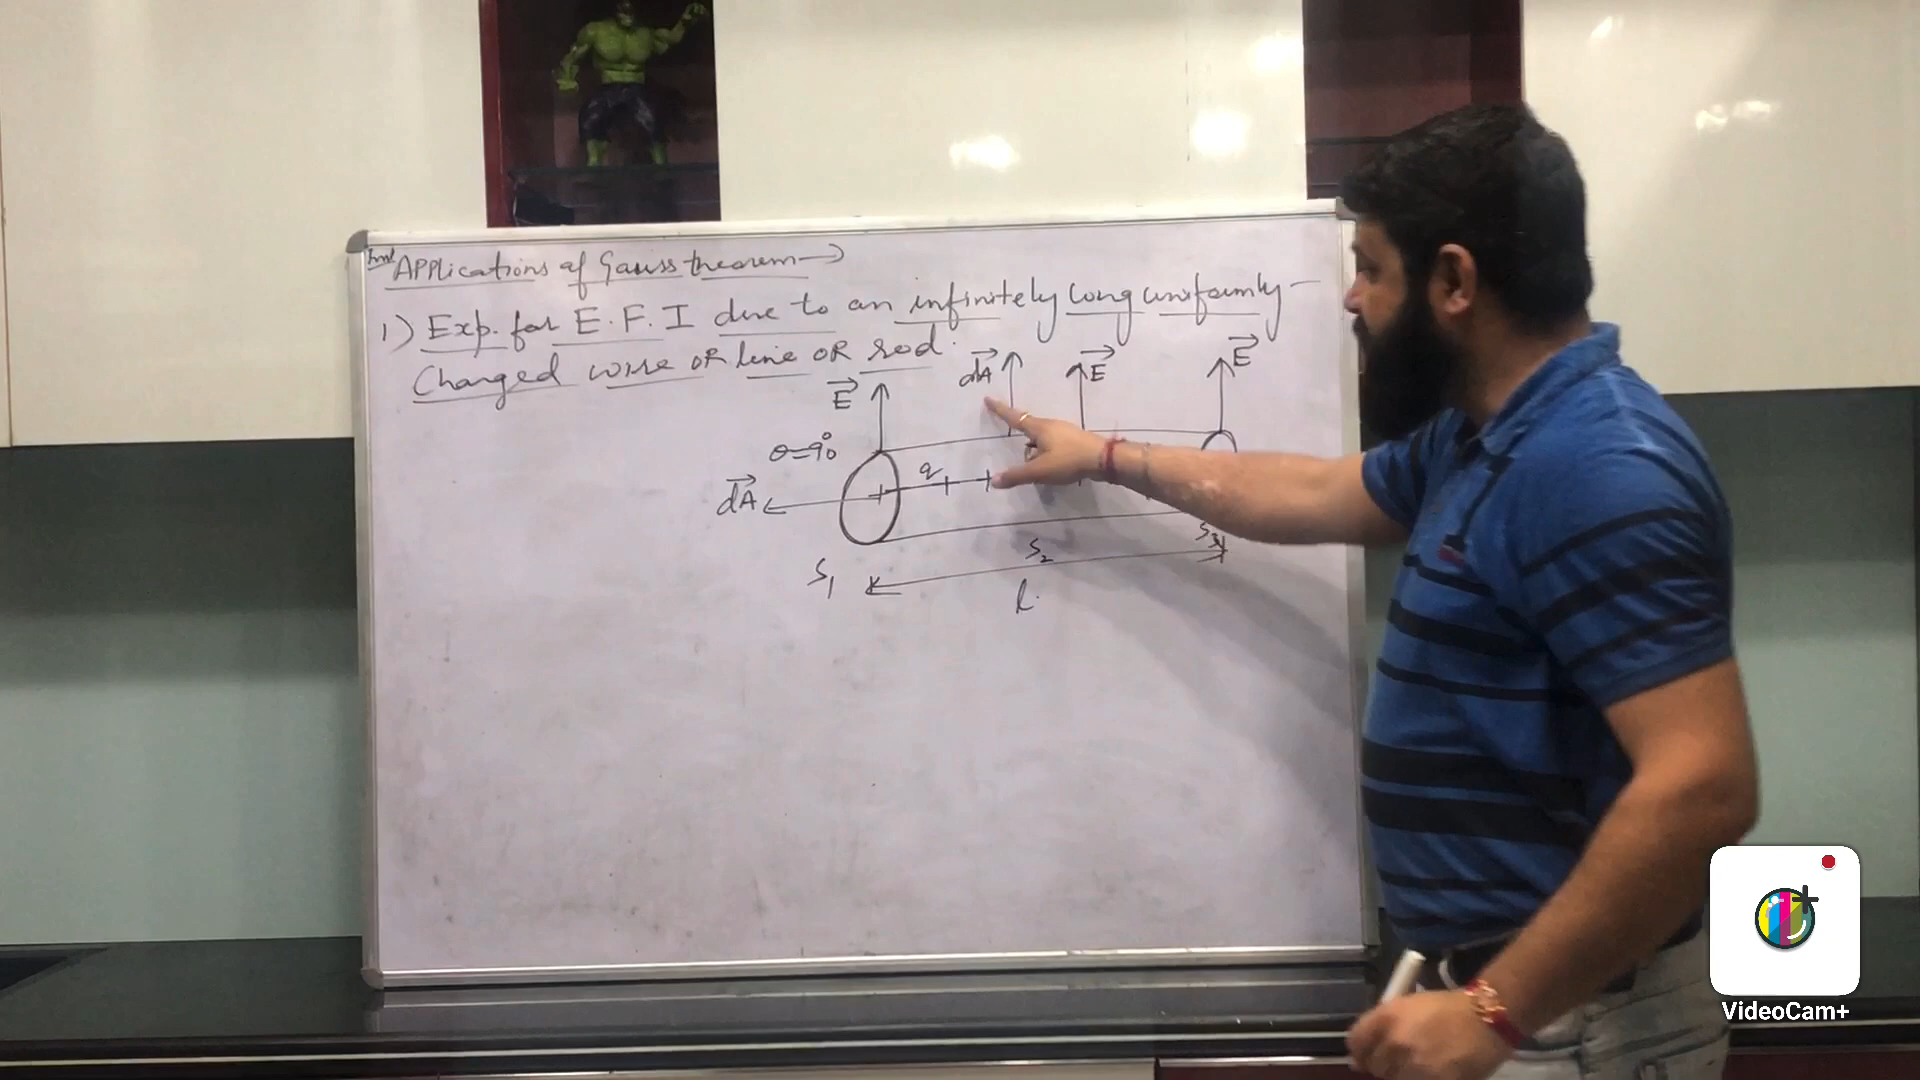 Iml APPlications of Gauss theorem →
1) Exp. for E.F.I due to an infinitely long uniformly –
Charged wire OR line OR rod.
E
dA
E
E
θ=90°
q
dA
S1
S2
S3
l.
VideoCam+